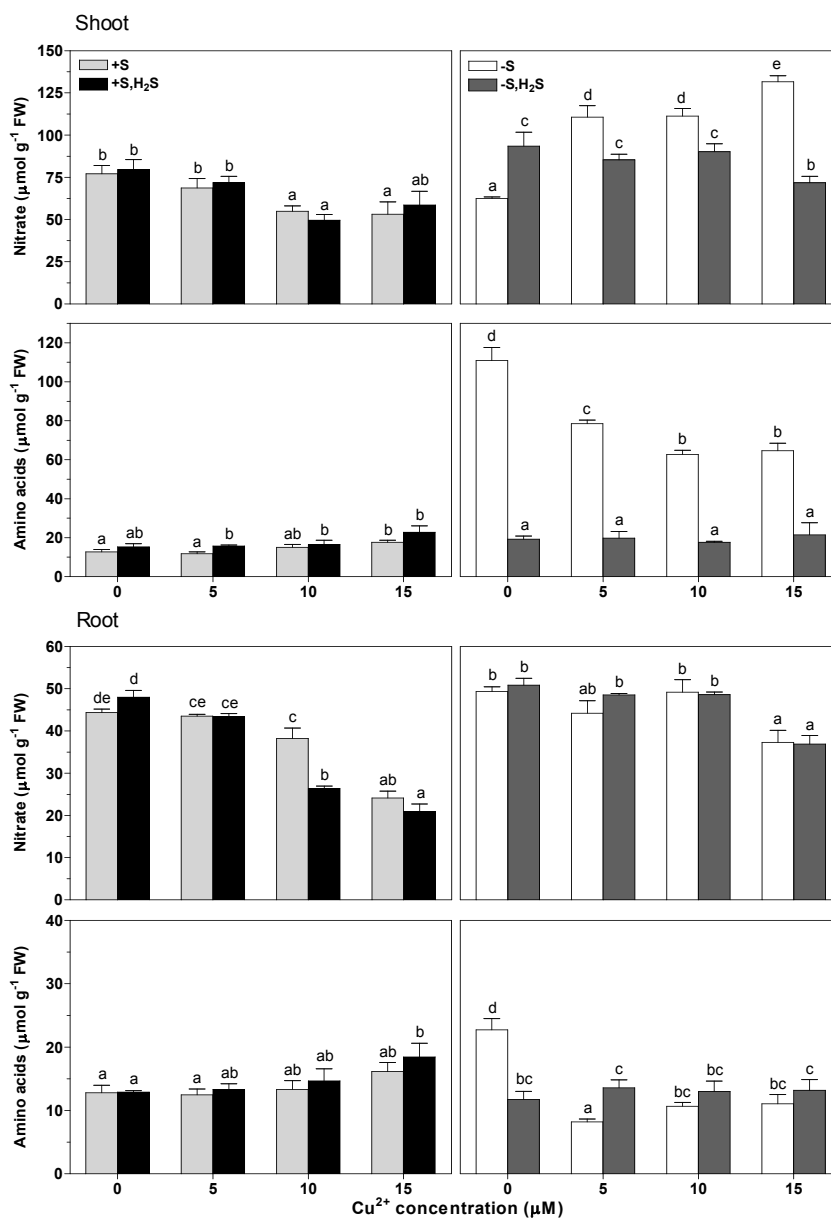 Shoot
Nitrate (μmol g⁻¹ FW)
150
125
100
75
50
25
0
+S
+S,H₂S
b b b b a a a ab
-S
-S,H₂S
a c d c d c e b
Amino acids (μmol g⁻¹ FW)
120
100
80
60
40
20
0
a ab a b ab b b b
0 5 10 15
d a c a b a b a
0 5 10 15
Root
Nitrate (μmol g⁻¹ FW)
60
50
40
30
20
10
0
de d ce ce c b ab a
b b ab b b b a a
Amino acids (μmol g⁻¹ FW)
40
30
20
10
0
a a a ab ab ab ab b
0 5 10 15
d bc a c bc bc bc c
0 5 10 15
Cu²⁺ concentration (μM)